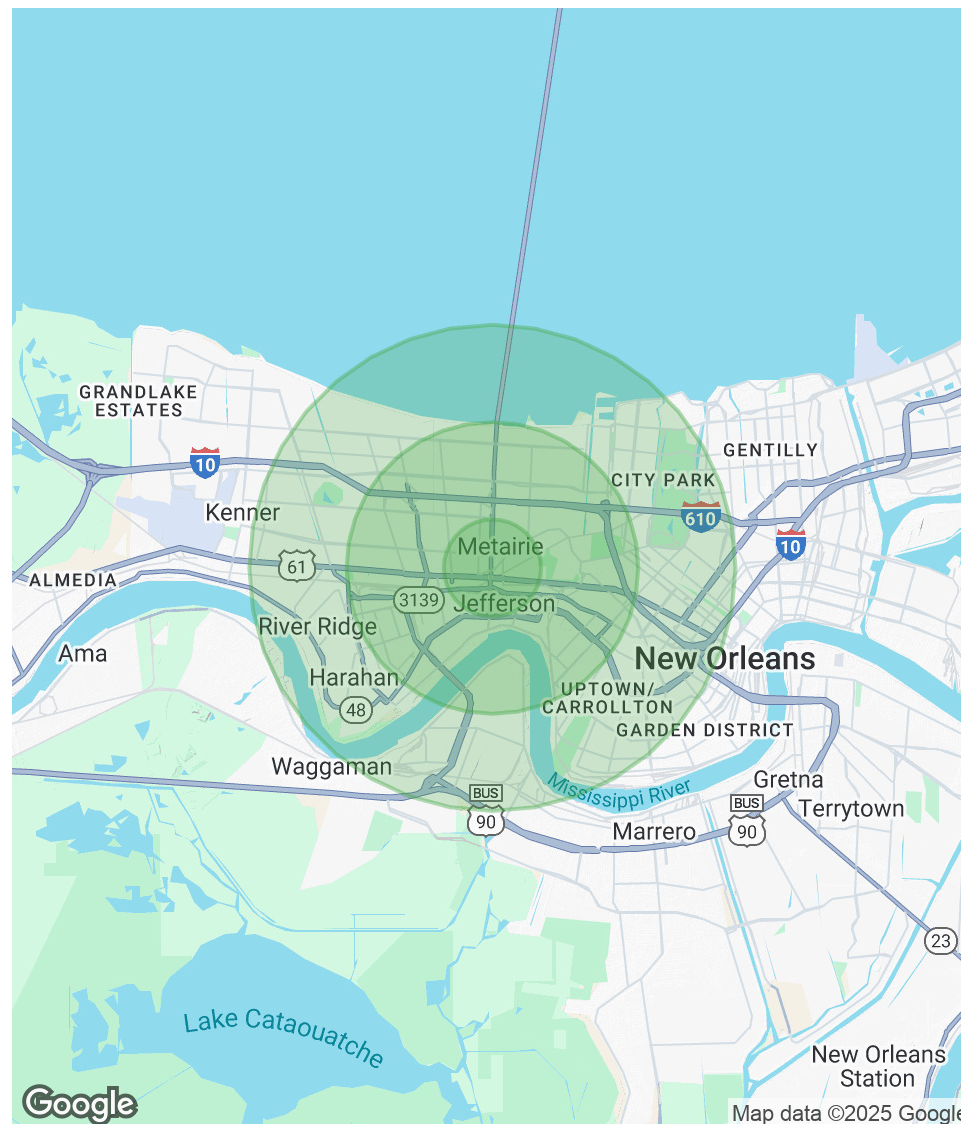 GRANDLAKE
ESTATES
GENTILLY
10
CITY PARK
Kenner
610
Metairie
10
61
ALMEDIA
3139
Jefferson
River Ridge
Ama
New Orleans
Harahan
UPTOWN/
CARROLLTON
48
GARDEN DISTRICT
Waggaman
Mississippi River
Gretna
BUS
90
BUS
90
Terrytown
Marrero
23
Lake Cataouatche
New Orleans
Station
Google
Map data ©2025 Google